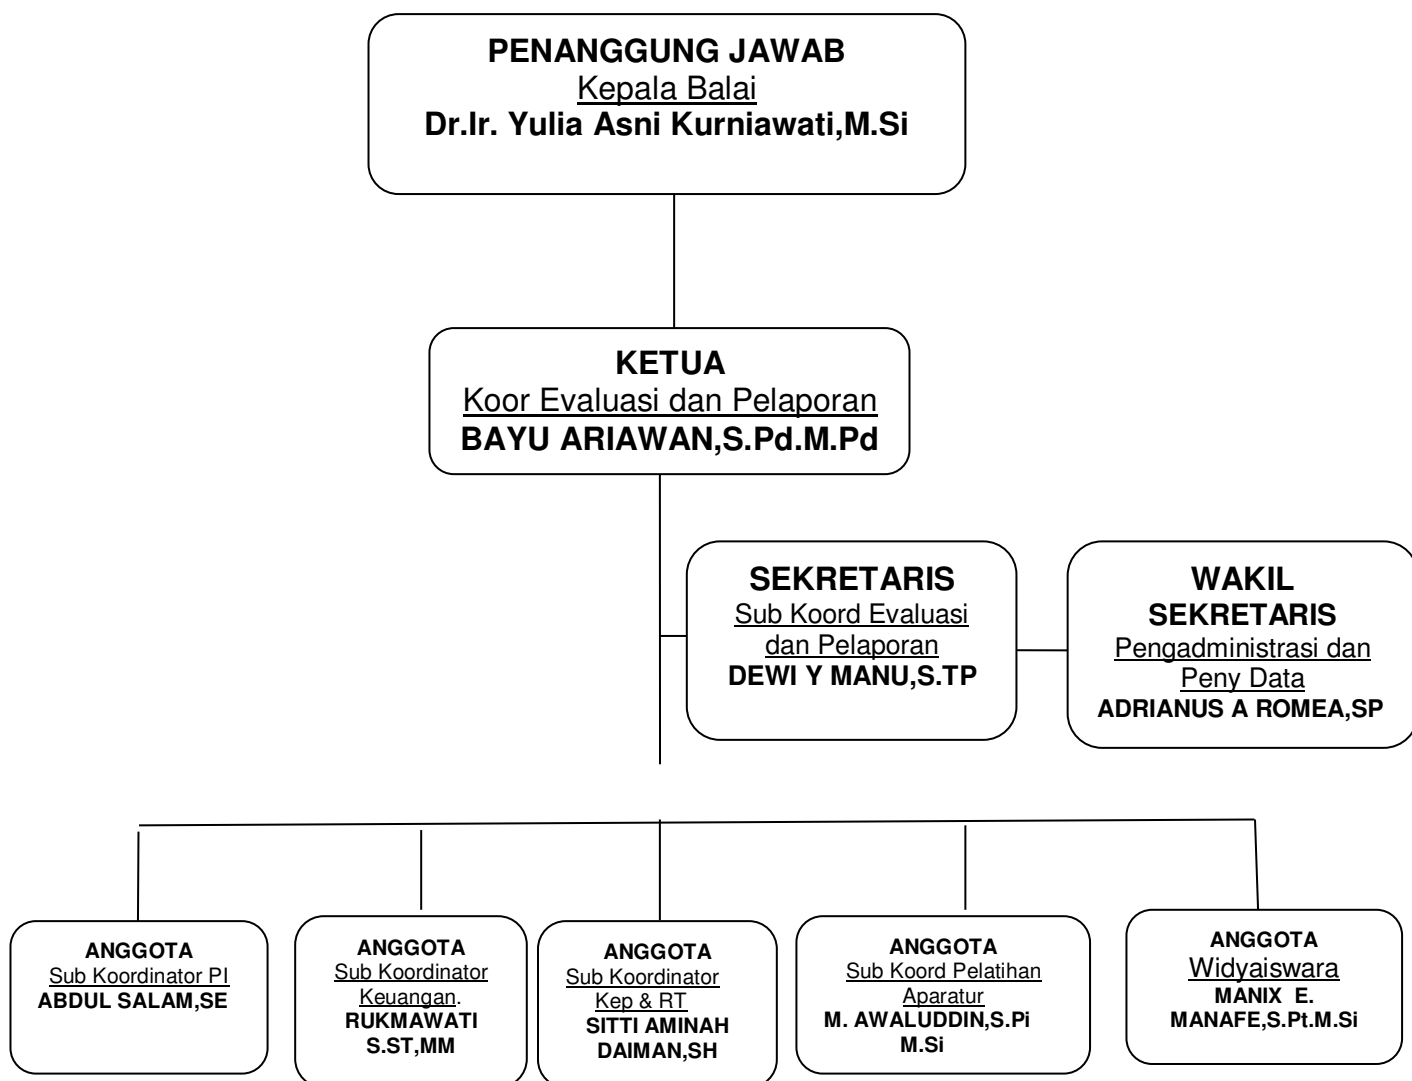 PENANGGUNG JAWAB
Kepala Balai
Dr.Ir. Yulia Asni Kurniawati,M.Si
KETUA
Koor Evaluasi dan Pelaporan
BAYU ARIAWAN,S.Pd.M.Pd
SEKRETARIS
Sub Koord Evaluasi
dan Pelaporan
DEWI Y MANU,S.TP
WAKIL
SEKRETARIS
Pengadministrasi dan
Peny Data
ADRIANUS A ROMEA,SP
ANGGOTA
Sub Koordinator PI
ABDUL SALAM,SE
ANGGOTA
Sub Koordinator
Keuangan.
RUKMAWATI
S.ST,MM
ANGGOTA
Sub Koordinator
Kep & RT
SITTI AMINAH
DAIMAN,SH
ANGGOTA
Sub Koord Pelatihan
Aparatur
M. AWALUDDIN,S.Pi
M.Si
ANGGOTA
Widyaiswara
MANIX  E.
MANAFE,S.Pt.M.Si